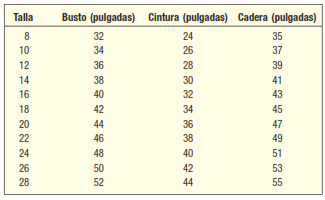 Talla Busto (pulgadas) Cintura (pulgadas) Cadera (pulgadas)
8 32 24 35
10 34 26 37
12 36 28 39
14 38 30 41
16 40 32 43
18 42 34 45
20 44 36 47
22 46 38 49
24 48 40 51
26 50 42 53
28 52 44 55